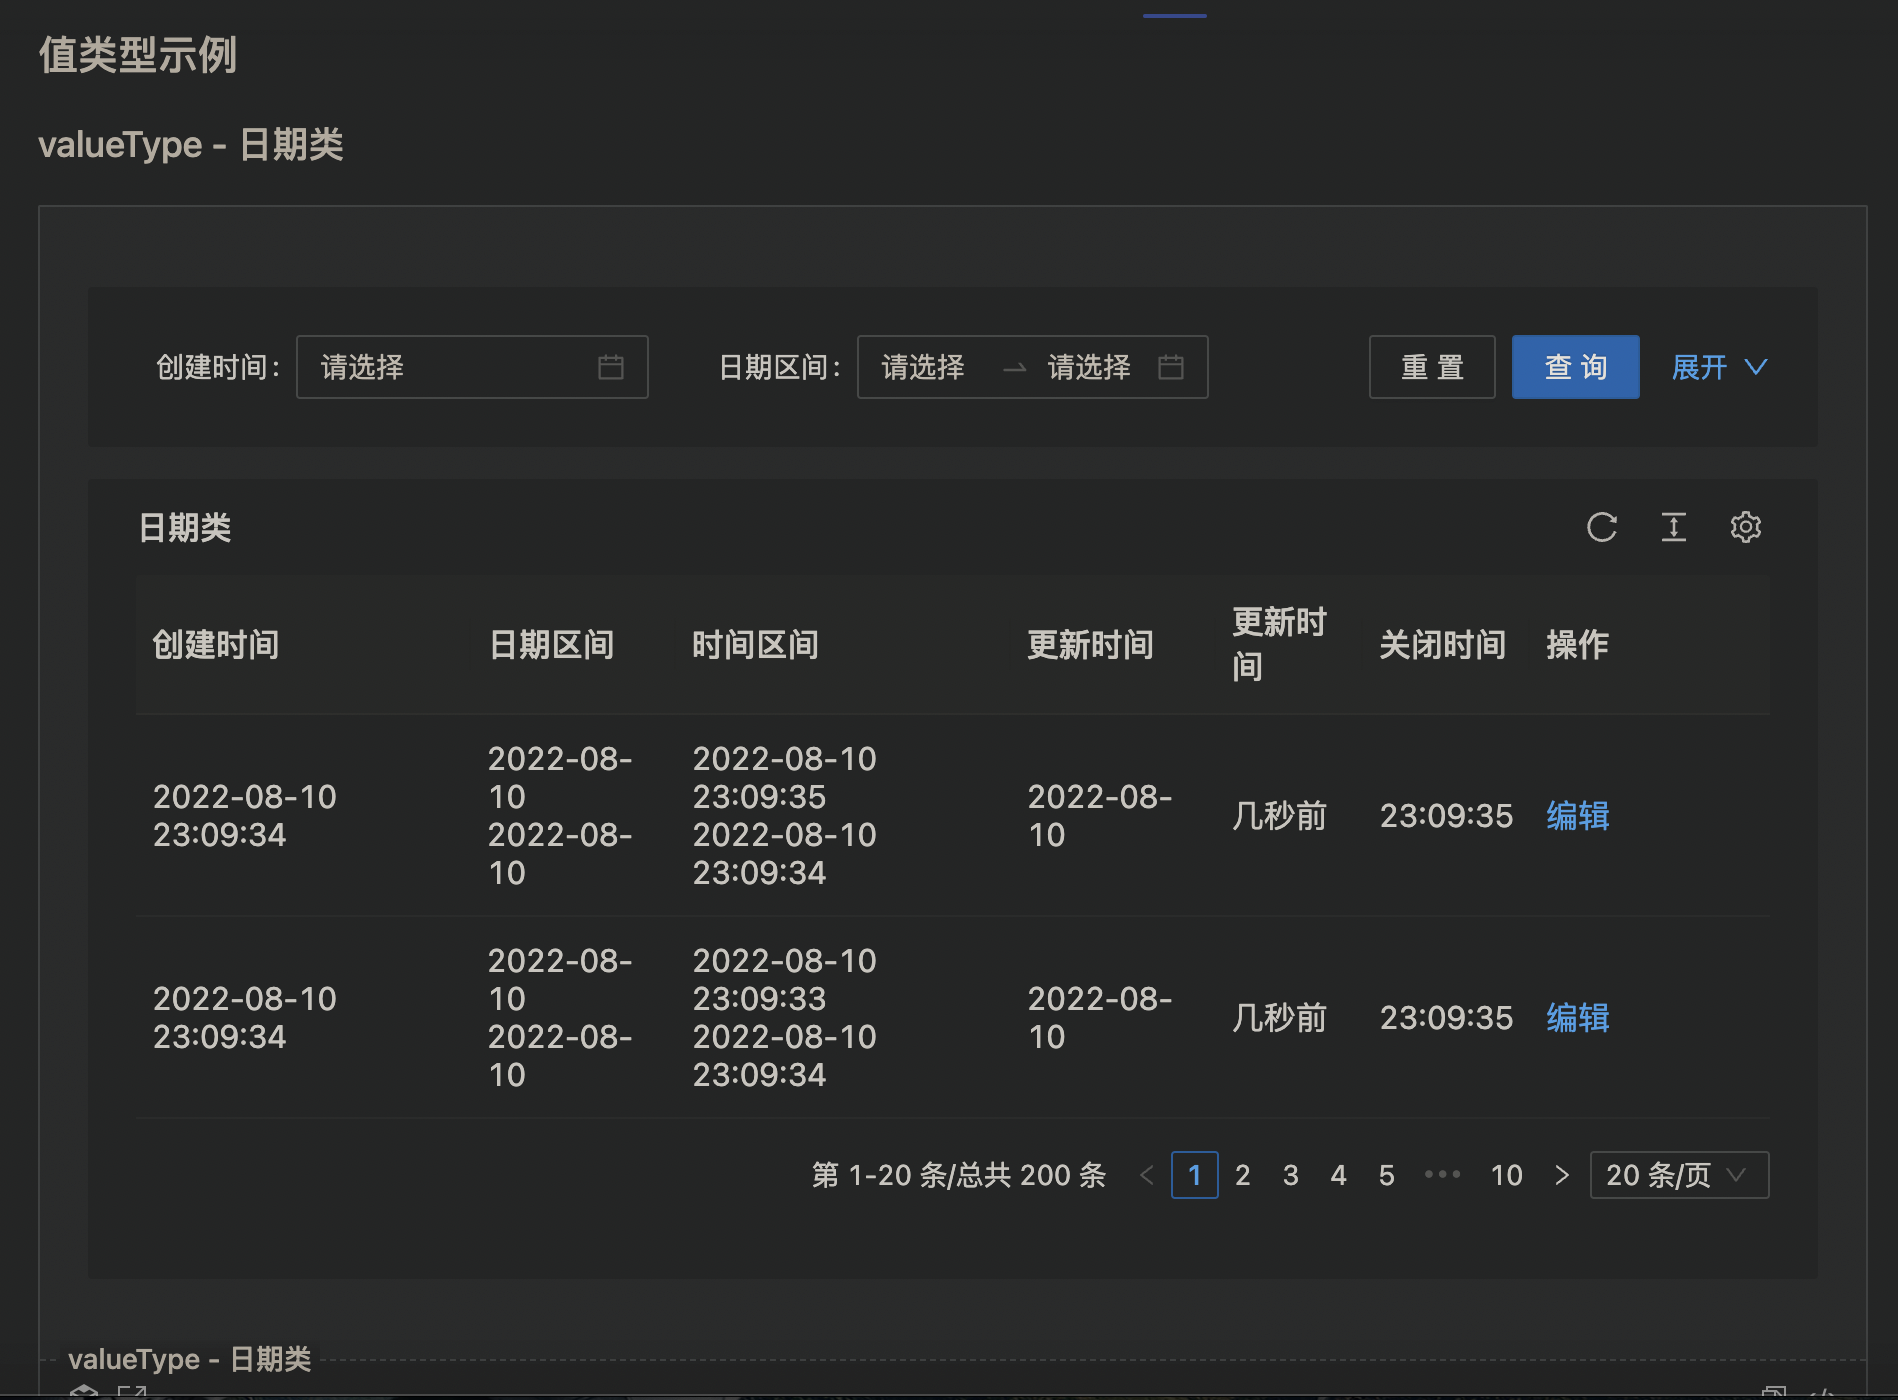 值类型示例
valueType - 日期类
创建时间: 请选择 日期区间: 请选择 请选择 重 置 查 询 展开
日期类
创建时间 日期区间 时间区间 更新时间 更新时 关闭时间 操作
间
2022-08-10
23:09:34
2022-08-
10
2022-08-
10
2022-08-10
23:09:35
2022-08-10
23:09:34
2022-08-
10
几秒前
23:09:35
编辑
2022-08-10
23:09:34
2022-08-
10
2022-08-
10
2022-08-10
23:09:33
2022-08-10
23:09:34
2022-08-
10
几秒前
23:09:35
编辑
第 1-20 条/总共 200 条 < 1 2 3 4 5 ••• 10 > 20 条/页
valueType - 日期类